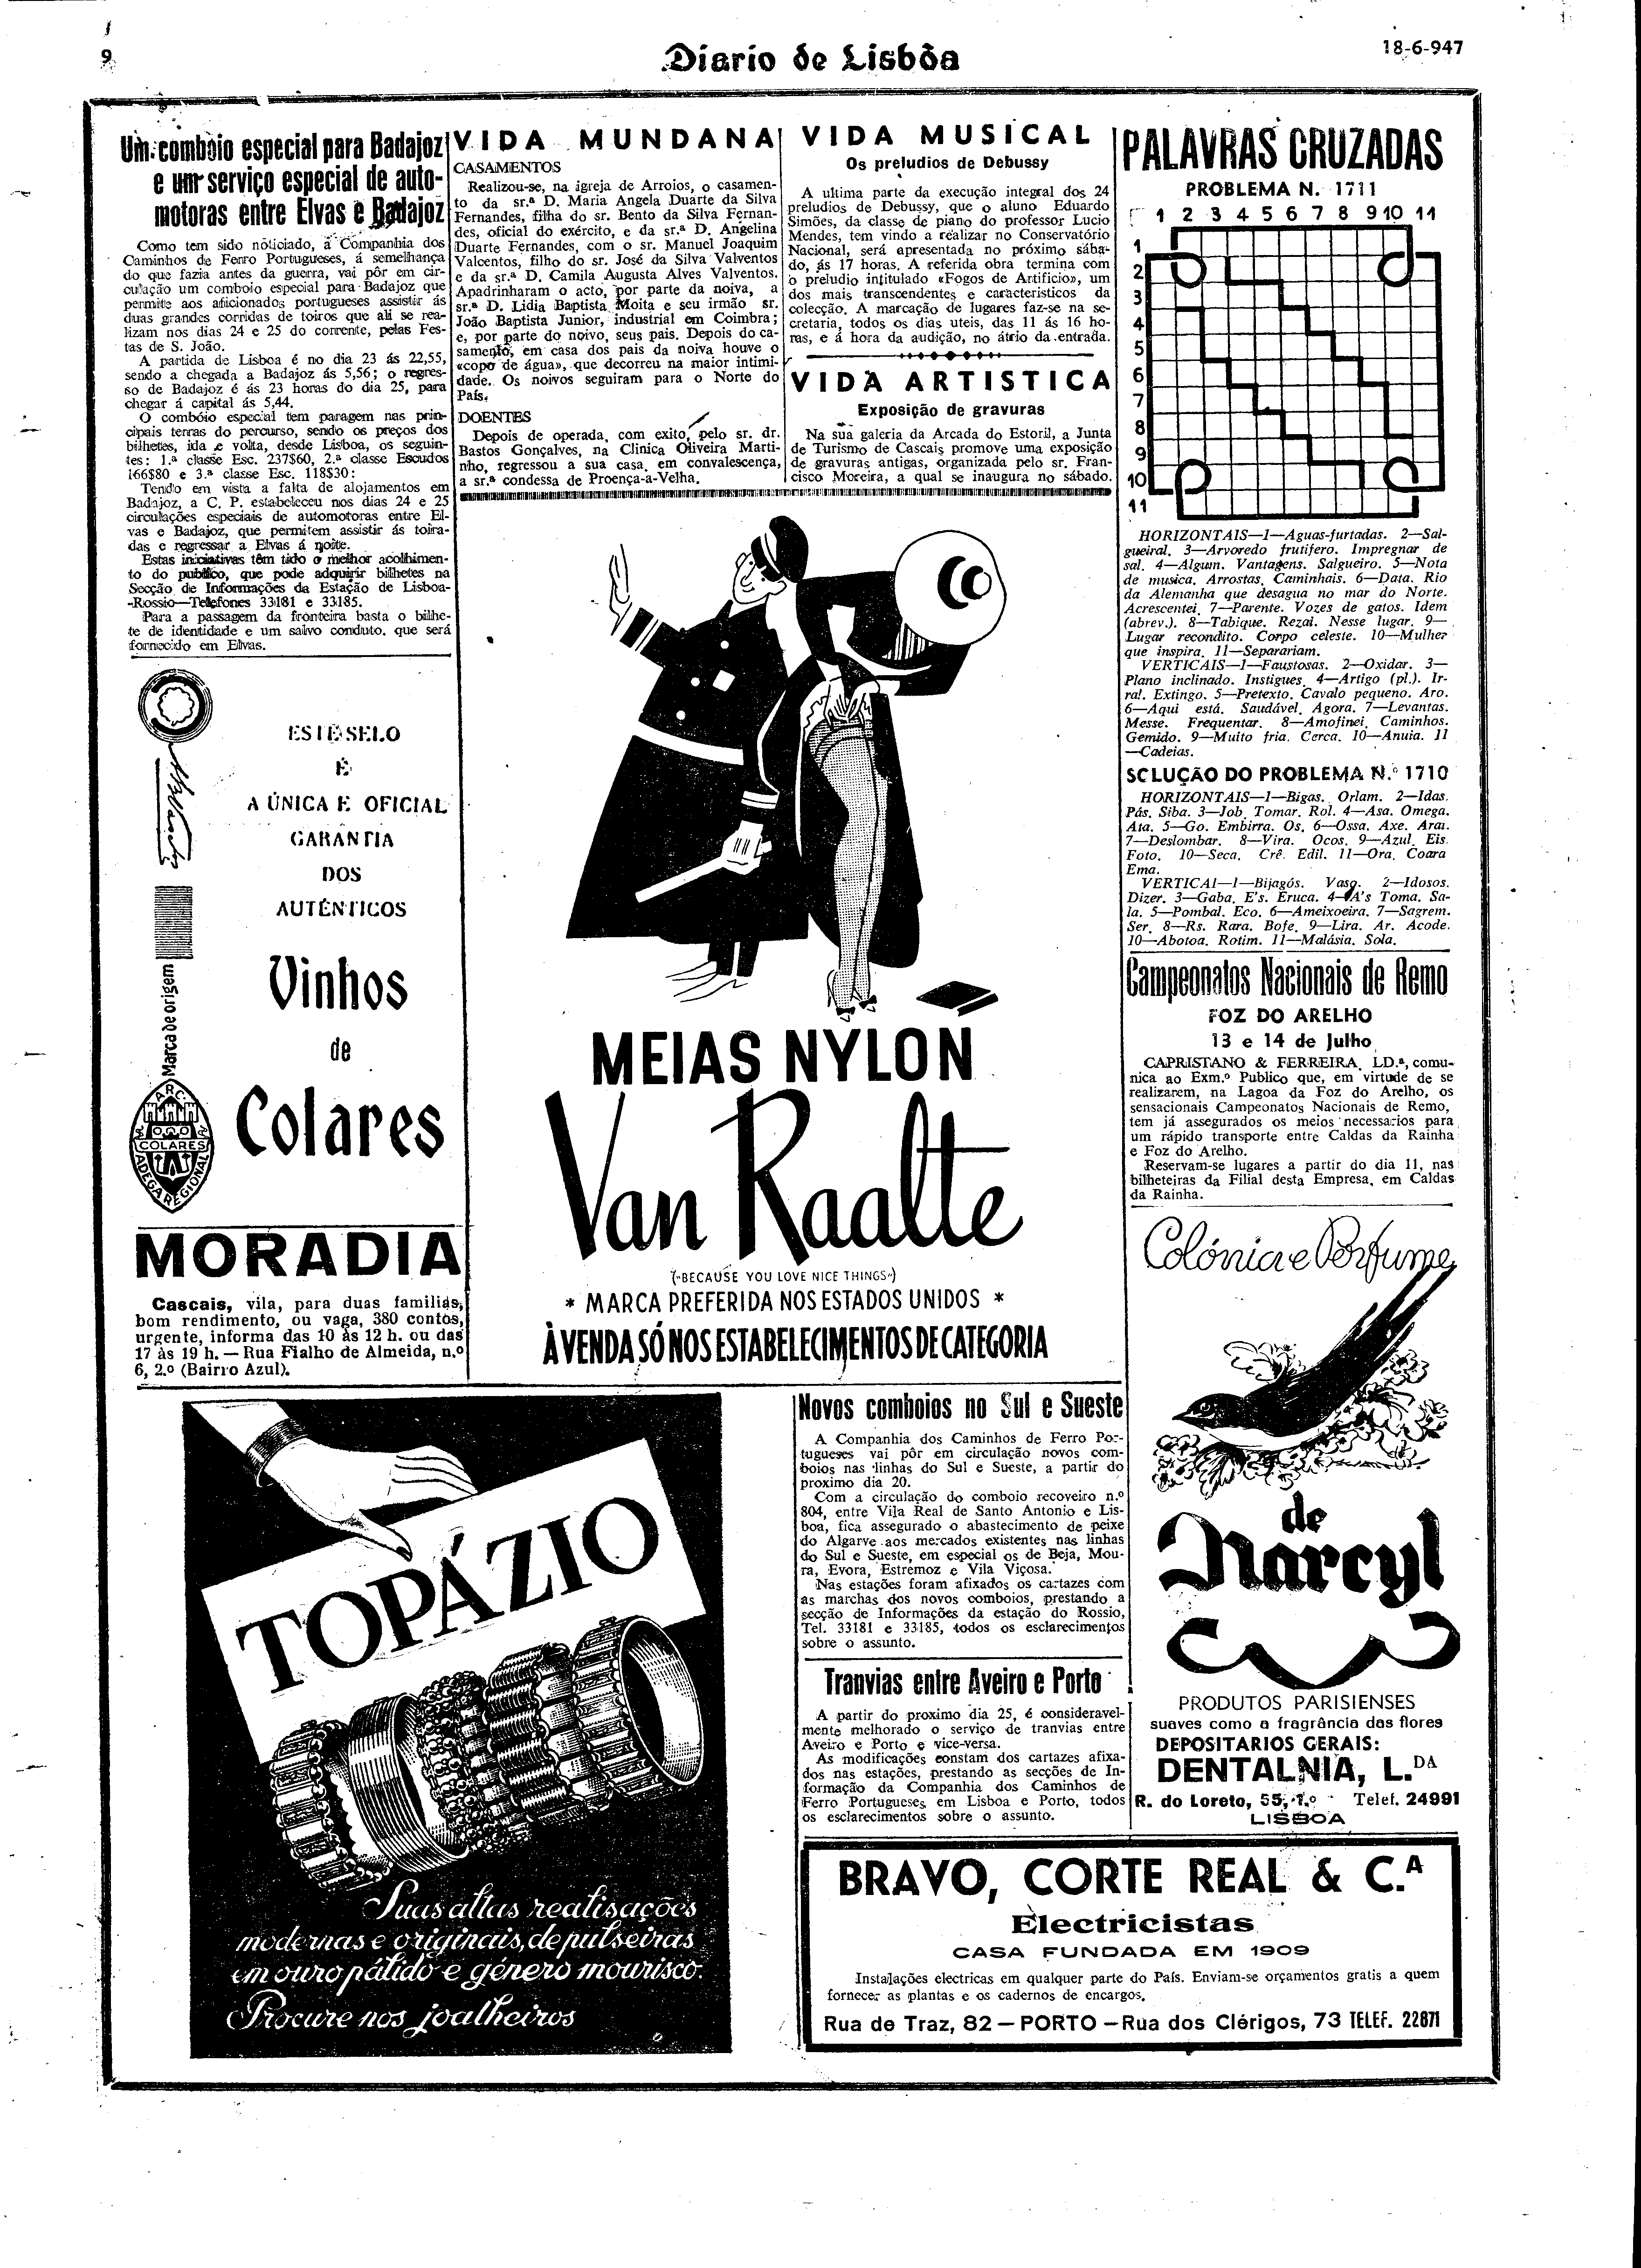 9
Diario de Lisbôa
18-6-947
Um combóio especial para Badajoz
e um serviço especial de auto-
motoras entre Elvas e Badajoz
Como tem sido noticiado, a Companhia dos
Caminhos de Ferro Portugueses, á semelhança
do que fazia antes da guerra, vai pôr em cir-
culação um comboio especial para Badajoz que
permite aos aficionados portugueses assistir ás
duas grandes corridas de toiros que ali se rea-
lizam nos dias 24 e 25 do corrente, pelas Fes-
tas de S. João.
A partida de Lisboa é no dia 23 ás 22,55,
sendo a chegada a Badajoz ás 5,56; o regres-
so de Badajoz é ás 23 horas do dia 25, para
chegar á capital ás 5,44.
O combóio especial tem paragem nas prin-
cipais terras do percurso, sendo os preços dos
bilhetes, ida e volta, desde Lisboa, os seguin-
tes: 1.ª classe Esc. 237$60, 2.ª classe Escudos
166$80 e 3.ª classe Esc. 118$30:
Tendo em vista a falta de alojamentos em
Badajoz, a C. P. estabeleceu nos dias 24 e 25
circulações especiais de automotoras entre El-
vas e Badajoz, que permitem assistir ás toira-
das e regressar a Elvas á noite.
Estas iniciativas têm tido o melhor acolhimen-
to do publico, que pode adquirir bilhetes na
Secção de Informações da Estação de Lisboa-
-Rossio—Telefones 33181 e 33185.
Para a passagem da fronteira basta o bilhe-
te de identidade e um salvo conduto, que será
fornecido em Elvas.
ESTE SELO
É
A ÚNICA E OFICIAL
GARANTIA
DOS
AUTÊNTICOS
Vinhos
de
Colares
Marca de origem
ARC.
COLARES
ADEGA REGIONAL
MORADIA
Cascais, vila, para duas familias,
bom rendimento, ou vaga, 380 contos,
urgente, informa das 10 às 12 h. ou das
17 às 19 h. — Rua Fialho de Almeida, n.º
6, 2.º (Bairro Azul).
VIDA MUNDANA
CASAMENTOS
Realizou-se, na igreja de Arroios, o casamen-
to da sr.ª D. Maria Angela Duarte da Silva
Fernandes, filha do sr. Bento da Silva Fernan-
des, oficial do exército, e da sr.ª D. Angelina
Duarte Fernandes, com o sr. Manuel Joaquim
Valcentos, filho do sr. José da Silva Valventos
e da sr.ª D. Camila Augusta Alves Valventos.
Apadrinharam o acto, por parte da noiva, a
sr.ª D. Lidia Baptista Moita e seu irmão sr.
João Baptista Junior, industrial em Coimbra;
e, por parte do noivo, seus pais. Depois do ca-
samento, em casa dos pais da noiva houve o
«copo de água», que decorreu na maior intimi-
dade. Os noivos seguiram para o Norte do
País.
DOENTES
Depois de operada, com exito, pelo sr. dr.
Bastos Gonçalves, na Clinica Oliveira Marti-
nho, regressou a sua casa, em convalescença,
a sr.ª condessa de Proença-a-Velha.
VIDA MUSICAL
Os preludios de Debussy
A ultima parte da execução integral dos 24
preludios de Debussy, que o aluno Eduardo
Simões, da classe de piano do professor Lucio
Mendes, tem vindo a realizar no Conservatório
Nacional, será apresentada no próximo sába-
do, ás 17 horas. A referida obra termina com
o preludio intitulado «Fogos de Artificio», um
dos mais transcendentes e caracteristicos da
colecção. A marcação de lugares faz-se na se-
cretaria, todos os dias uteis, das 11 ás 16 ho-
ras, e á hora da audição, no átrio da entrada.
VIDA ARTISTICA
Exposição de gravuras
Na sua galeria da Arcada do Estoril, a Junta
de Turismo de Cascais promove uma exposição
de gravuras antigas, organizada pelo sr. Fran-
cisco Moreira, a qual se inaugura no sábado.
MEIAS NYLON
Van Raalte
("BECAUSE YOU LOVE NICE THINGS")
* MARCA PREFERIDA NOS ESTADOS UNIDOS *
À VENDA SÓ NOS ESTABELECIMENTOS DE CATEGORIA
PALAVRAS CRUZADAS
PROBLEMA N. 1711
1 2 3 4 5 6 7 8 9 10 11
1
2
3
4
5
6
7
8
9
10
11
HORIZONTAIS—1—Aguas-furtadas. 2—Sal-
gueiral. 3—Arvoredo frutifero. Impregnar de
sal. 4—Algum. Vantagens. Salgueiro. 5—Nota
de musica. Arrostas. Caminhais. 6—Data. Rio
da Alemanha que desagua no mar do Norte.
Acrescentei. 7—Parente. Vozes de gatos. Idem
(abrev.). 8—Tabique. Rezai. Nesse lugar. 9—
Lugar recondito. Corpo celeste. 10—Mulher
que inspira. 11—Separariam.
VERTICAIS—1—Faustosas. 2—Oxidar. 3—
Plano inclinado. Instigues. 4—Artigo (pl.). Ir-
ral. Extingo. 5—Pretexto. Cavalo pequeno. Aro.
6—Aqui está. Saudável. Agora. 7—Levantas.
Messe. Frequentar. 8—Amofinei. Caminhos.
Gemido. 9—Muito fria. Cerca. 10—Anuia. 11
—Cadeias.
SOLUÇÃO DO PROBLEMA N.º 1710
HORIZONTAIS—1—Bigas. Orlam. 2—Idas.
Pás. Siba. 3—Job. Tomar. Rol. 4—Asa. Omega.
Ata. 5—Go. Embirra. Os. 6—Ossa. Axe. Arai.
7—Deslombar. 8—Vira. Ocos. 9—Azul. Eis.
Foto. 10—Seca. Crê. Edil. 11—Ora. Coara
Ema.
VERTICAI—1—Bijagós. Vaso. 2—Idosos.
Dizer. 3—Gaba. E's. Eruca. 4—A's Toma. Sa-
la. 5—Pombal. Eco. 6—Ameixoeira. 7—Sagrem.
Ser. 8—Rs. Rara. Bofe. 9—Lira. Ar. Acode.
10—Abotoa. Rotim. 11—Malásia. Sola.
Campeonatos Nacionais de Remo
FOZ DO ARELHO
13 e 14 de Julho
CAPRISTANO & FERREIRA, LD.ª, comu-
nica ao Exm.º Publico que, em virtude de se
realizarem, na Lagoa da Foz do Arelho, os
sensacionais Campeonatos Nacionais de Remo,
tem já assegurados os meios necessarios para
um rápido transporte entre Caldas da Rainha
e Foz do Arelho.
Reservam-se lugares a partir do dia 11, nas
bilheteiras da Filial desta Empresa, em Caldas
da Rainha.
Colónia e Perfume
de
Narcyl
PRODUTOS PARISIENSES
suaves como a fragrância das flores
DEPOSITARIOS GERAIS:
DENTALNIA, L.DA
R. do Loreto, 55, 1.º Telef. 24991
LISBOA
TOPÁZIO
Suas altas realisações
modernas e originais, de pulseiras
em ouro pálido e género mourisco.
Procure nos joalheiros
Novos comboios no Sul e Sueste
A Companhia dos Caminhos de Ferro Por-
tugueses vai pôr em circulação novos com-
boios nas linhas do Sul e Sueste, a partir do
proximo dia 20.
Com a circulação do comboio recoveiro n.º
804, entre Vila Real de Santo Antonio e Lis-
boa, fica assegurado o abastecimento de peixe
do Algarve aos mercados existentes nas linhas
do Sul e Sueste, em especial os de Beja, Mou-
ra, Evora, Estremoz e Vila Viçosa.
Nas estações foram afixados os cartazes com
as marchas dos novos comboios, prestando a
secção de Informações da estação do Rossio,
Tel. 33181 e 33185, todos os esclarecimentos
sobre o assunto.
Tranvias entre Aveiro e Porto
A partir do proximo dia 25, é consideravel-
mente melhorado o serviço de tranvias entre
Aveiro e Porto e vice-versa.
As modificações constam dos cartazes afixa-
dos nas estações, prestando as secções de In-
formação da Companhia dos Caminhos de
Ferro Portugueses em Lisboa e Porto, todos
os esclarecimentos sobre o assunto.
BRAVO, CORTE REAL & C.A
Electricistas
CASA FUNDADA EM 1909
Instalações electricas em qualquer parte do País. Enviam-se orçamentos gratis a quem
fornecer as plantas e os cadernos de encargos.
Rua de Traz, 82 — PORTO — Rua dos Clérigos, 73 TELEF. 22871